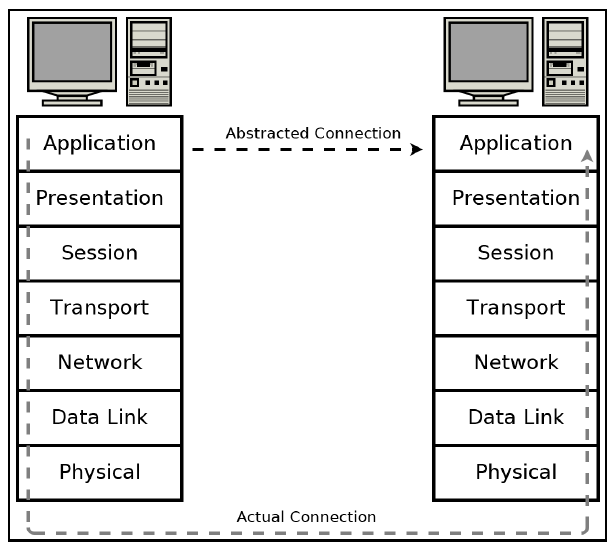 Application
Presentation
Session
Transport
Network
Data Link
Physical
Abstracted Connection
Application
Presentation
Session
Transport
Network
Data Link
Physical
Actual Connection